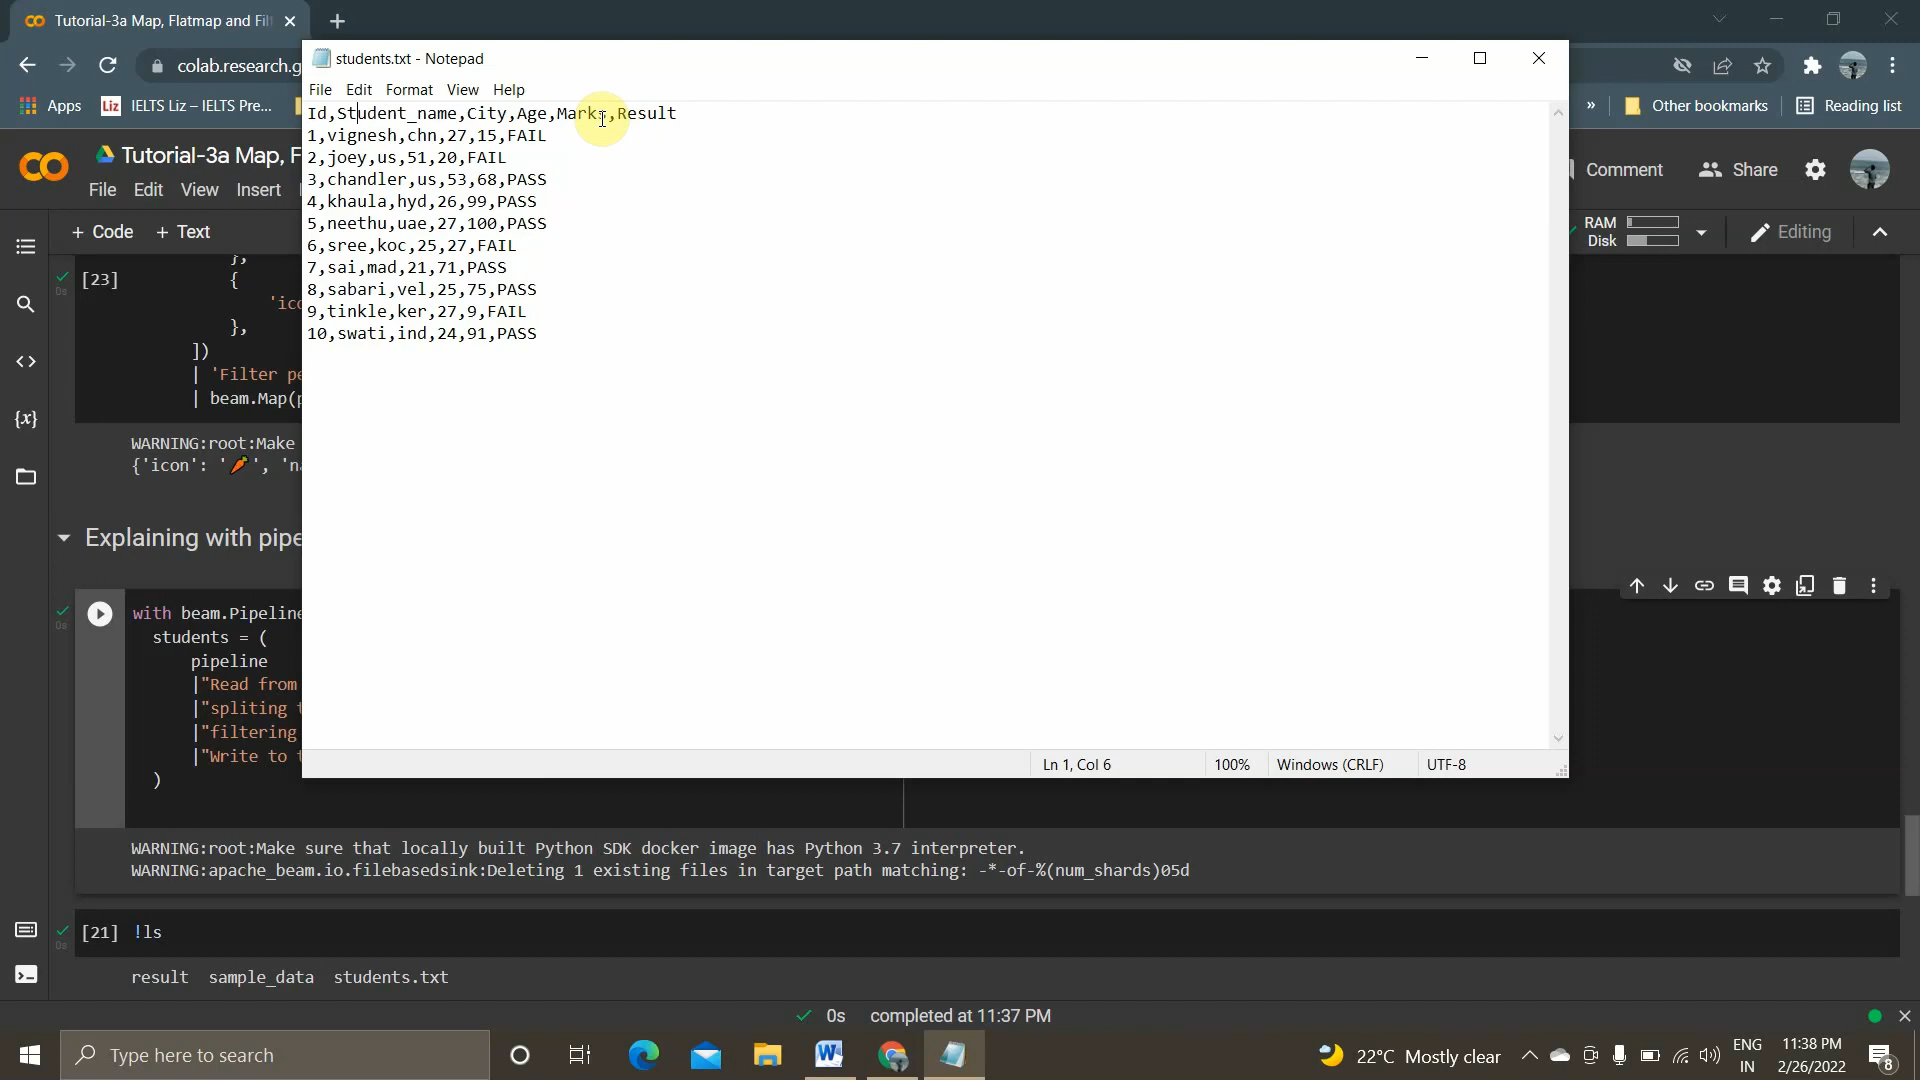 Tutorial-3a Map, Flatmap and Filt
colab.research.g
Apps
IELTS Liz – IELTS Pre...
»
Other bookmarks
Reading list
students.txt - Notepad
File Edit Format View Help
Id,Student_name,City,Age,Marks,Result
1,vignesh,chn,27,15,FAIL
2,joey,us,51,20,FAIL
3,chandler,us,53,68,PASS
4,khaula,hyd,26,99,PASS
5,neethu,uae,27,100,PASS
6,sree,koc,25,27,FAIL
7,sai,mad,21,71,PASS
8,sabari,vel,25,75,PASS
9,tinkle,ker,27,9,FAIL
10,swati,ind,24,91,PASS
Ln 1, Col 6
100%
Windows (CRLF)
UTF-8
Tutorial-3a Map, F
File Edit View Insert
Comment
Share
+ Code + Text
RAM
Disk
Editing
},
[23] {
'ico
},
])
| 'Filter pe
| beam.Map(p
WARNING:root:Make
{'icon': '🥕', 'na
Explaining with pipe
with beam.Pipeline
students = (
pipeline
|"Read from
|"spliting t
|"filtering
|"Write to t
)
WARNING:root:Make sure that locally built Python SDK docker image has Python 3.7 interpreter.
WARNING:apache_beam.io.filebasedsink:Deleting 1 existing files in target path matching: -*-of-%(num_shards)05d
[21] !ls
result sample_data students.txt
0s completed at 11:37 PM
Type here to search
22°C Mostly clear
ENG
IN
11:38 PM
2/26/2022
8